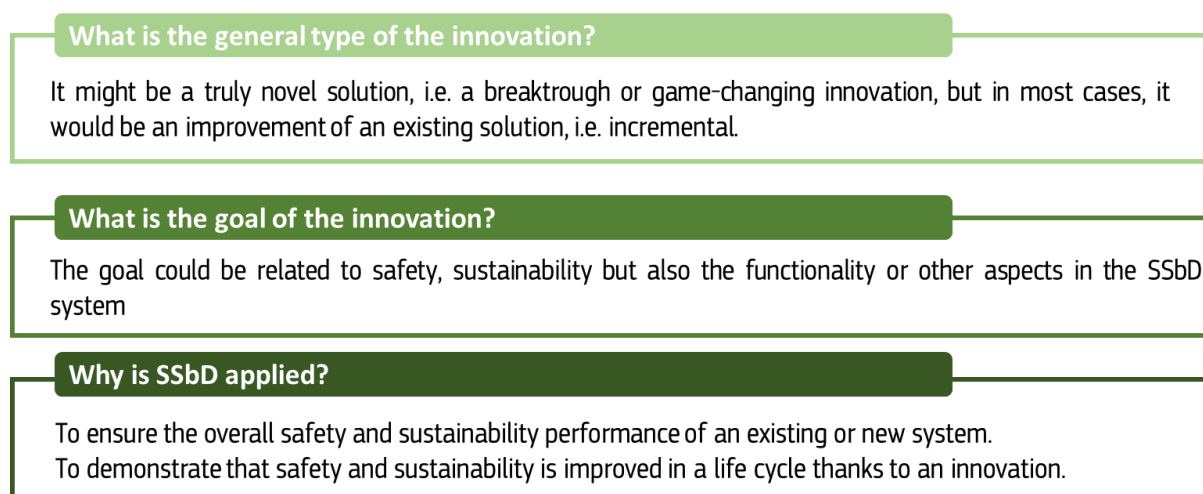 What is the general type of the innovation?
It might be a truly novel solution, i.e. a breaktrough or game-changing innovation, but in most cases, it
would be an improvement of an existing solution, i.e. incremental.
What is the goal of the innovation?
The goal could be related to safety, sustainability but also the functionality or other aspects in the SSbD
system
Why is SSbD applied?
To ensure the overall safety and sustainability performance of an existing or new system.
To demonstrate that safety and sustainability is improved in a life cycle thanks to an innovation.